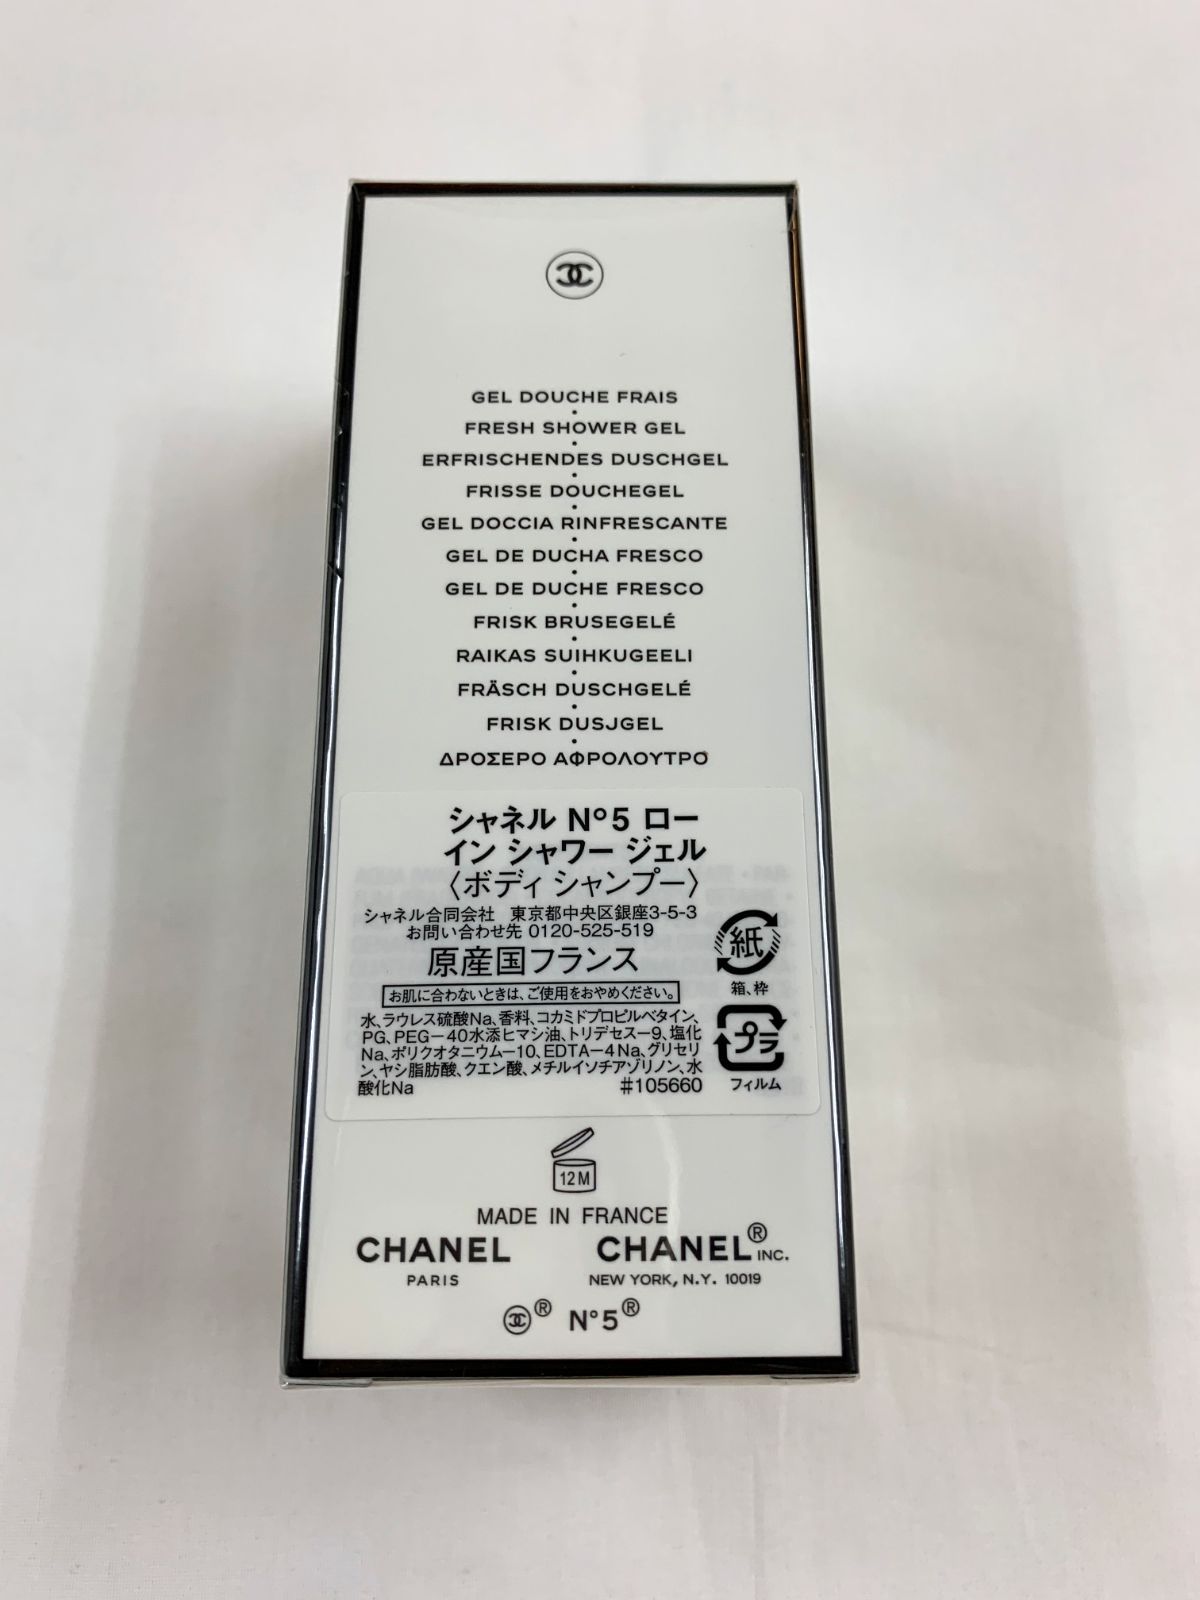 GEL DOUCHE FRAIS
FRESH SHOWER GEL
ERFRISCHENDES DUSCHGEL
FRISSE DOUCHEGEL
GEL DOCCIA RINFRESCANTE
GEL DE DUCHA FRESCO
GEL DE DUCHE FRESCO
FRISK BRUSEGELÉ
RAIKAS SUIHKUGEELI
FRÄSCH DUSCHGELÉ
FRISK DUSJGEL
ΔΡΟΣΕΡΟ ΑΦΡΟΛΟΥΤΡΟ
シャネル N°5 ロー
イン シャワー ジェル
〈ボディ シャンプー〉
シャネル合同会社 東京都中央区銀座3-5-3
お問い合わせ先 0120-525-519
原産国フランス
お肌に合わないときは、ご使用をおやめください。
水、ラウレス硫酸Na、香料、コカミドプロピルベタイン、
PG、PEG－40水添ヒマシ油、トリデセス－9、塩化
Na、ポリクオタニウム－10、EDTA－4Na、グリセリ
ン、ヤシ脂肪酸、クエン酸、メチルイソチアゾリノン、水
酸化Na #105660
紙
箱、枠
プラ
フィルム
12M
MADE IN FRANCE
CHANEL CHANEL® INC.
PARIS NEW YORK, N.Y. 10019
® N°5®